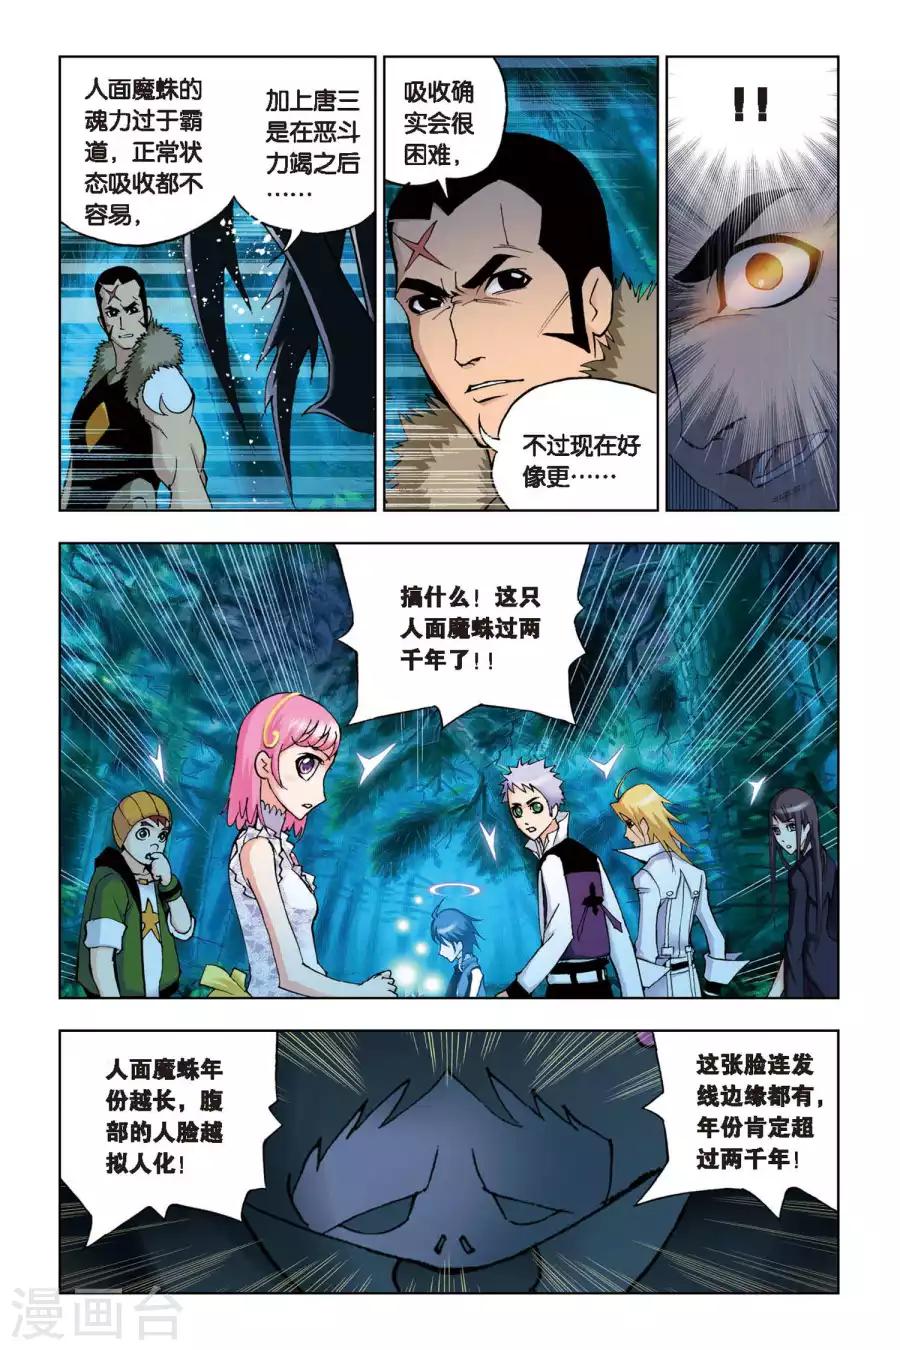 人面魔蛛的
魂力过于霸
道，正常状
态吸收都不
容易，
加上唐三
是在恶斗
力竭之后
……
吸收确
实会很
困难，
不过现在好
像更……
!!
搞什么！这只
人面魔蛛过两
千年了!!
人面魔蛛年
份越长，腹
部的人脸越
拟人化！
这张脸连发
线边缘都有，
年份肯定超
过两千年！
漫画台